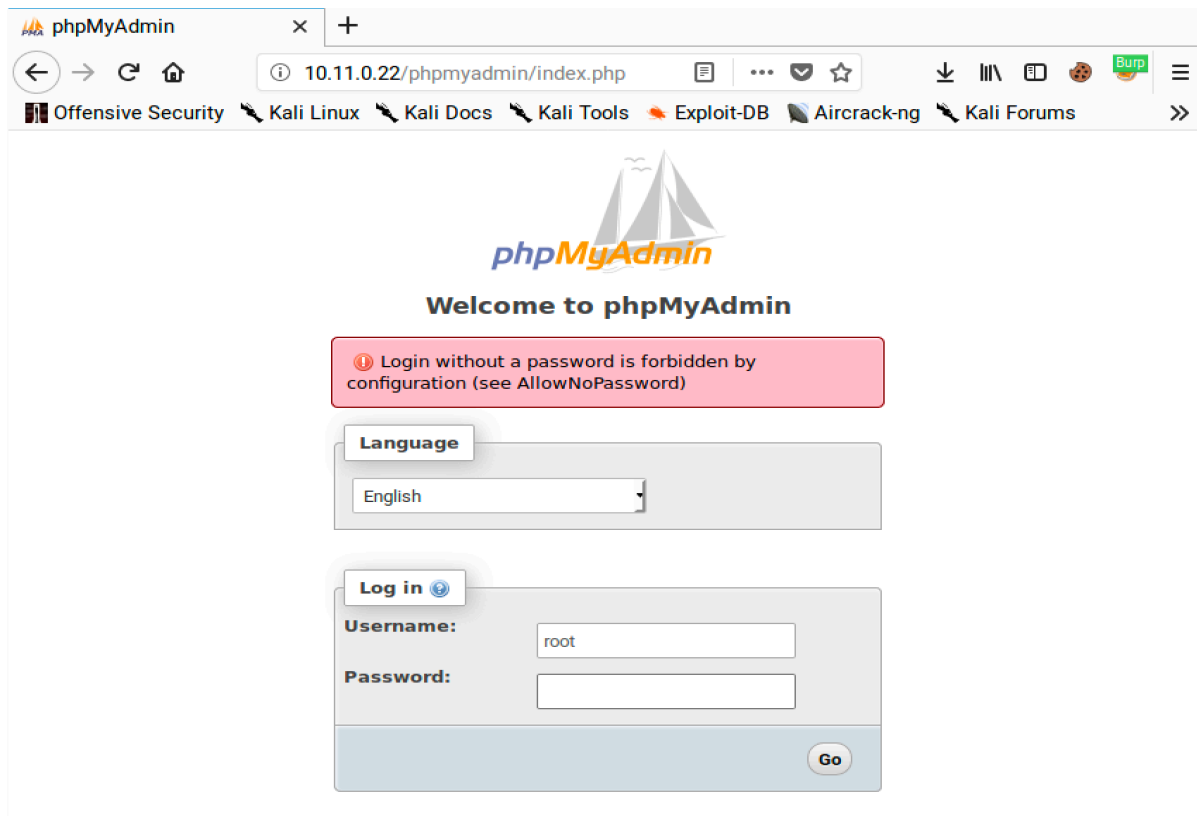 phpMyAdmin
10.11.0.22/phpmyadmin/index.php
Burp
Offensive Security Kali Linux Kali Docs Kali Tools Exploit-DB Aircrack-ng Kali Forums
phpMyAdmin
Welcome to phpMyAdmin
Login without a password is forbidden by
configuration (see AllowNoPassword)
Language
English
Log in
Username:
root
Password:
Go